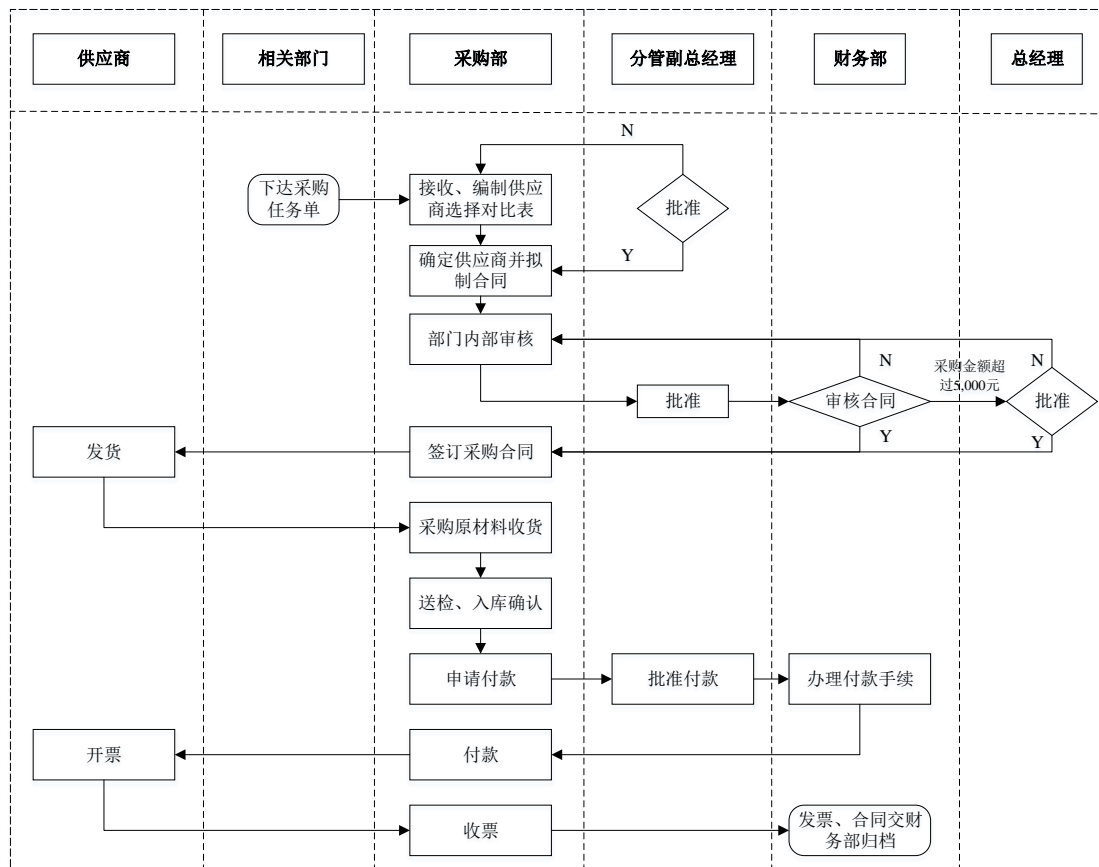 供应商
相关部门
采购部
分管副总经理
财务部
总经理
N
下达采购
任务单
接收、编制供应
商选择对比表
批准
确定供应商并拟
制合同
Y
部门内部审核
N
采购金额超
过5,000元
N
批准
审核合同
批准
发货
签订采购合同
Y
Y
采购原材料收货
送检、入库确认
申请付款
批准付款
办理付款手续
开票
付款
收票
发票、合同交财
务部归档